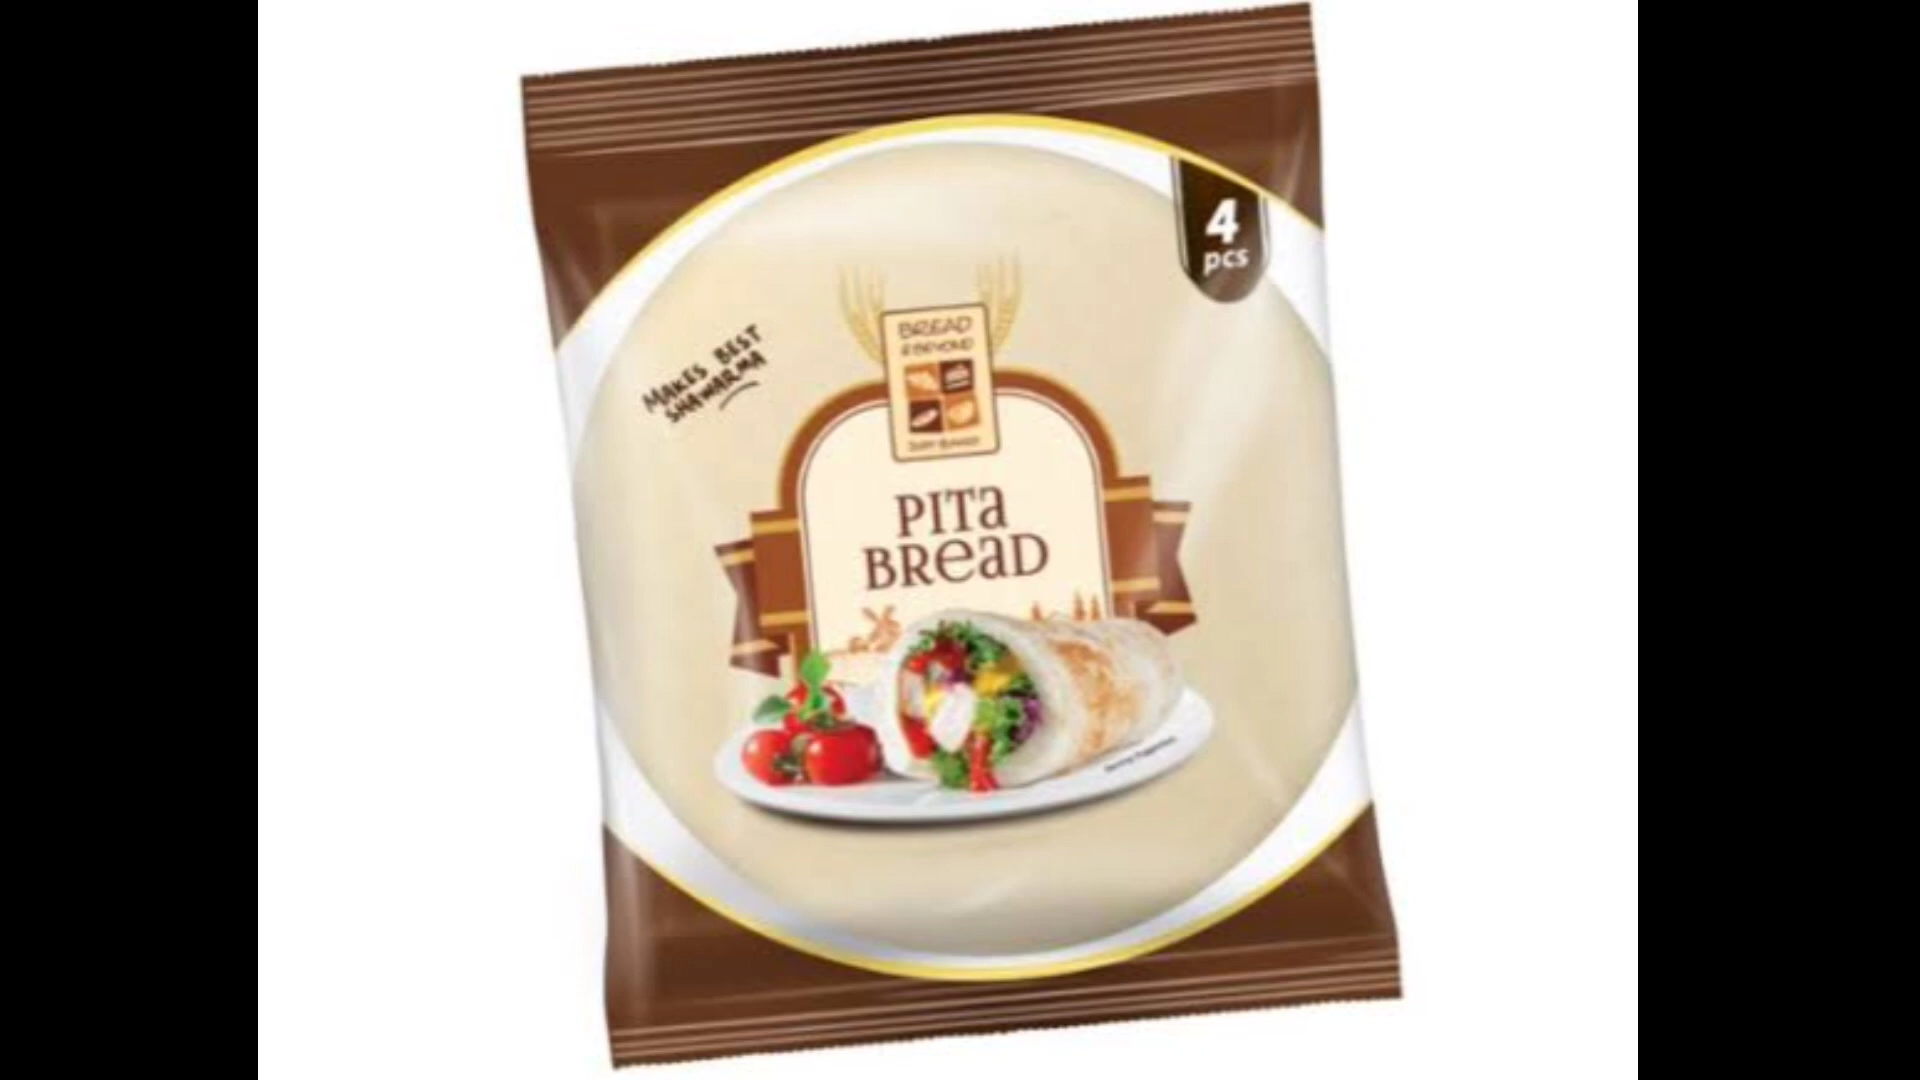 4
pcs
MAKES BEST
SHAWARMA
BREAD
& BEYOND
PITa
BReaD